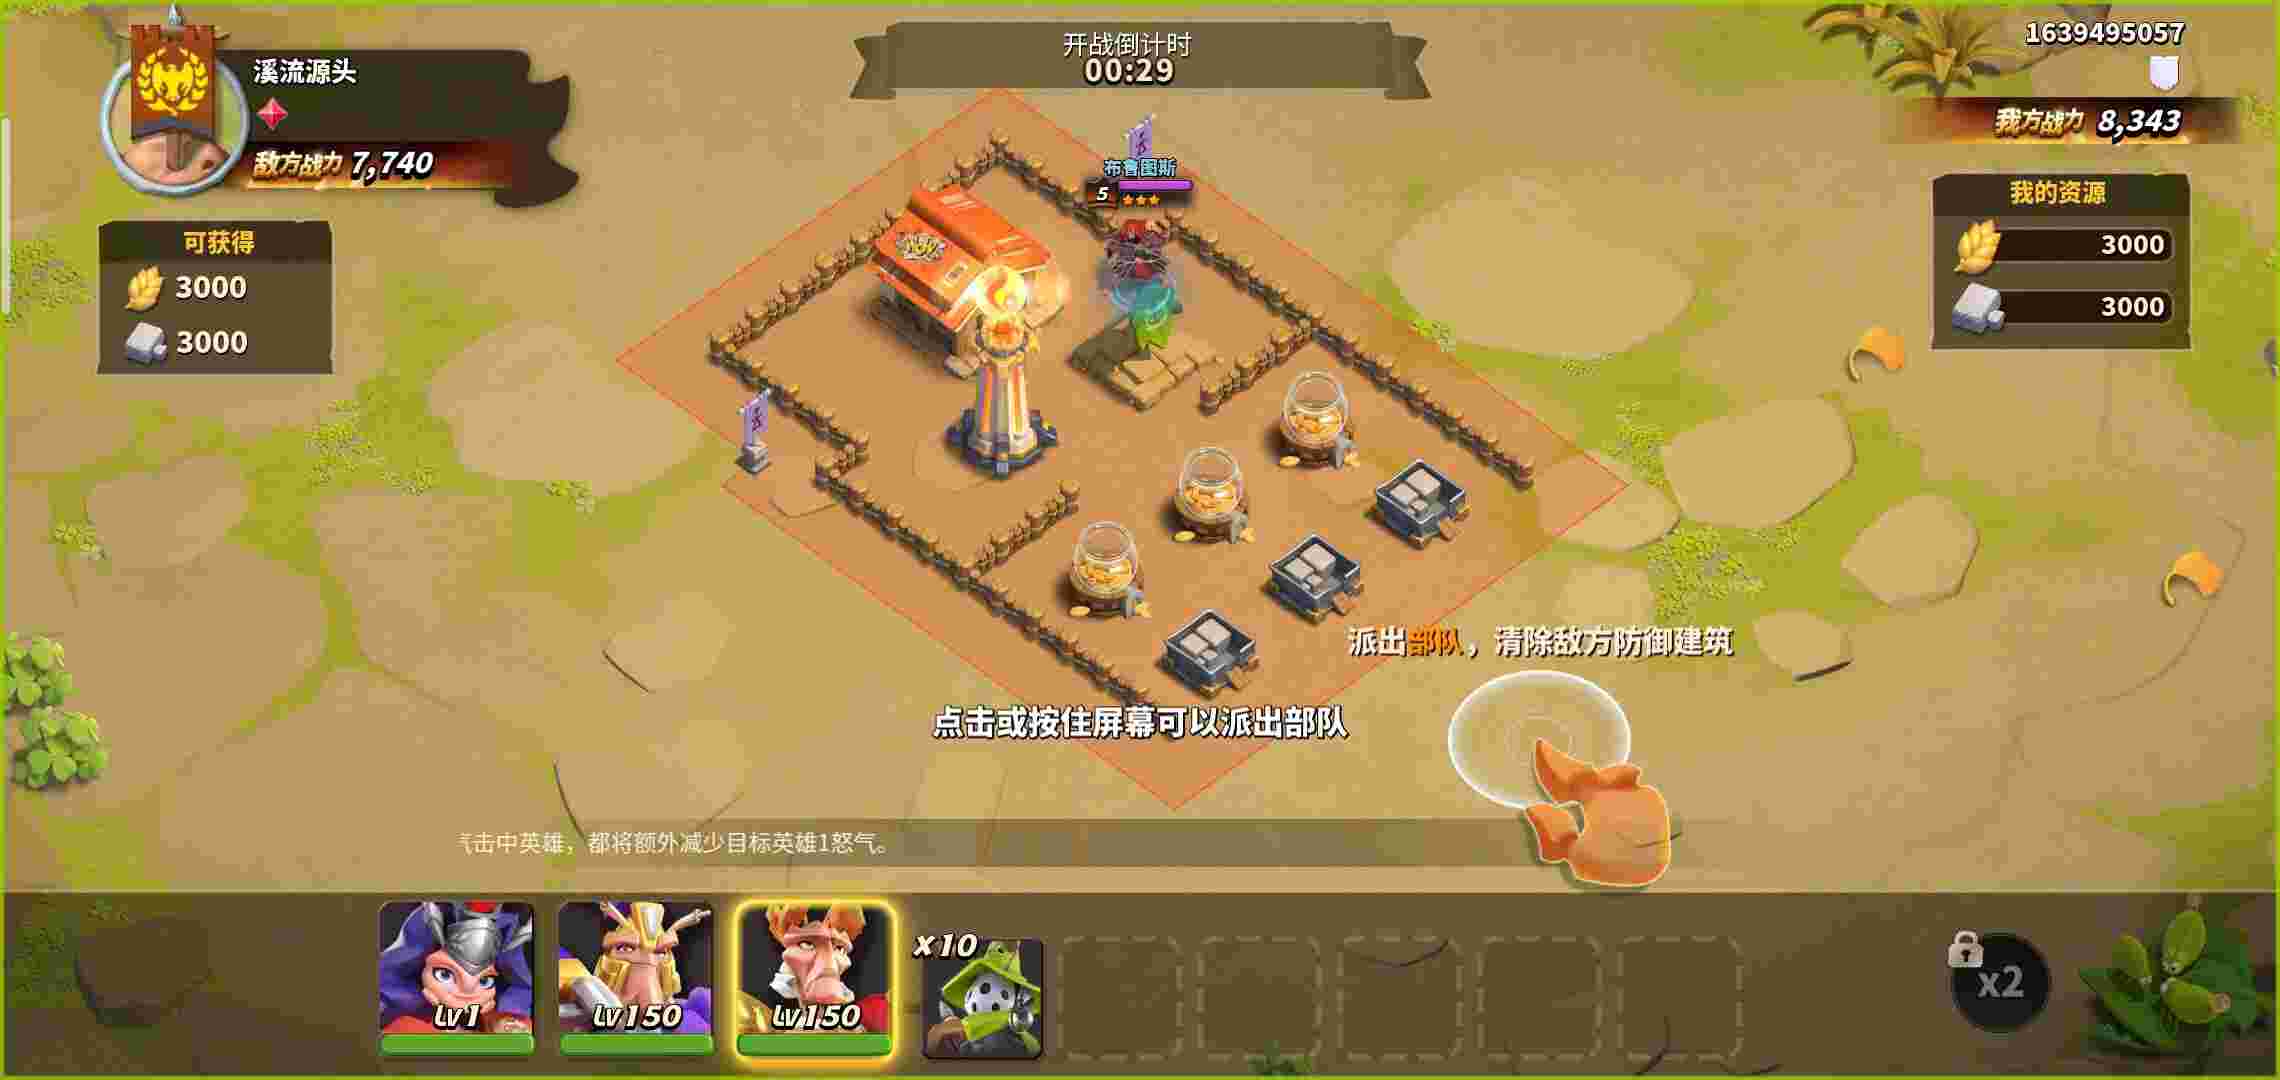 开战倒计时
00:29
溪流源头
敌方战力 7,740
可获得
3000
3000
1639495057
我方战力 8,343
我的资源
3000
3000
布鲁图斯
5
派出部队，清除敌方防御建筑
点击或按住屏幕可以派出部队
击中英雄，都将额外减少目标英雄1怒气。
Lv1
Lv150
Lv150
x10
x2